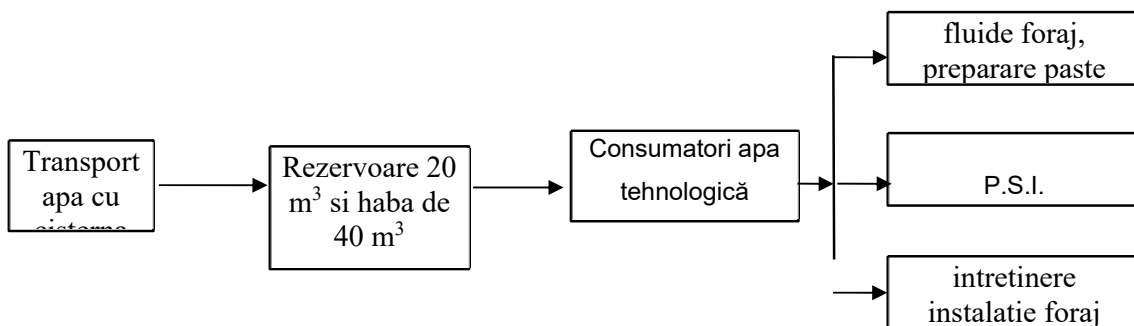 Transport
apa cu
Rezervoare 20
m³ si haba de
40 m³
Consumatori apa
tehnologică
fluide foraj,
preparare paste
P.S.I.
intretinere
instalatie foraj